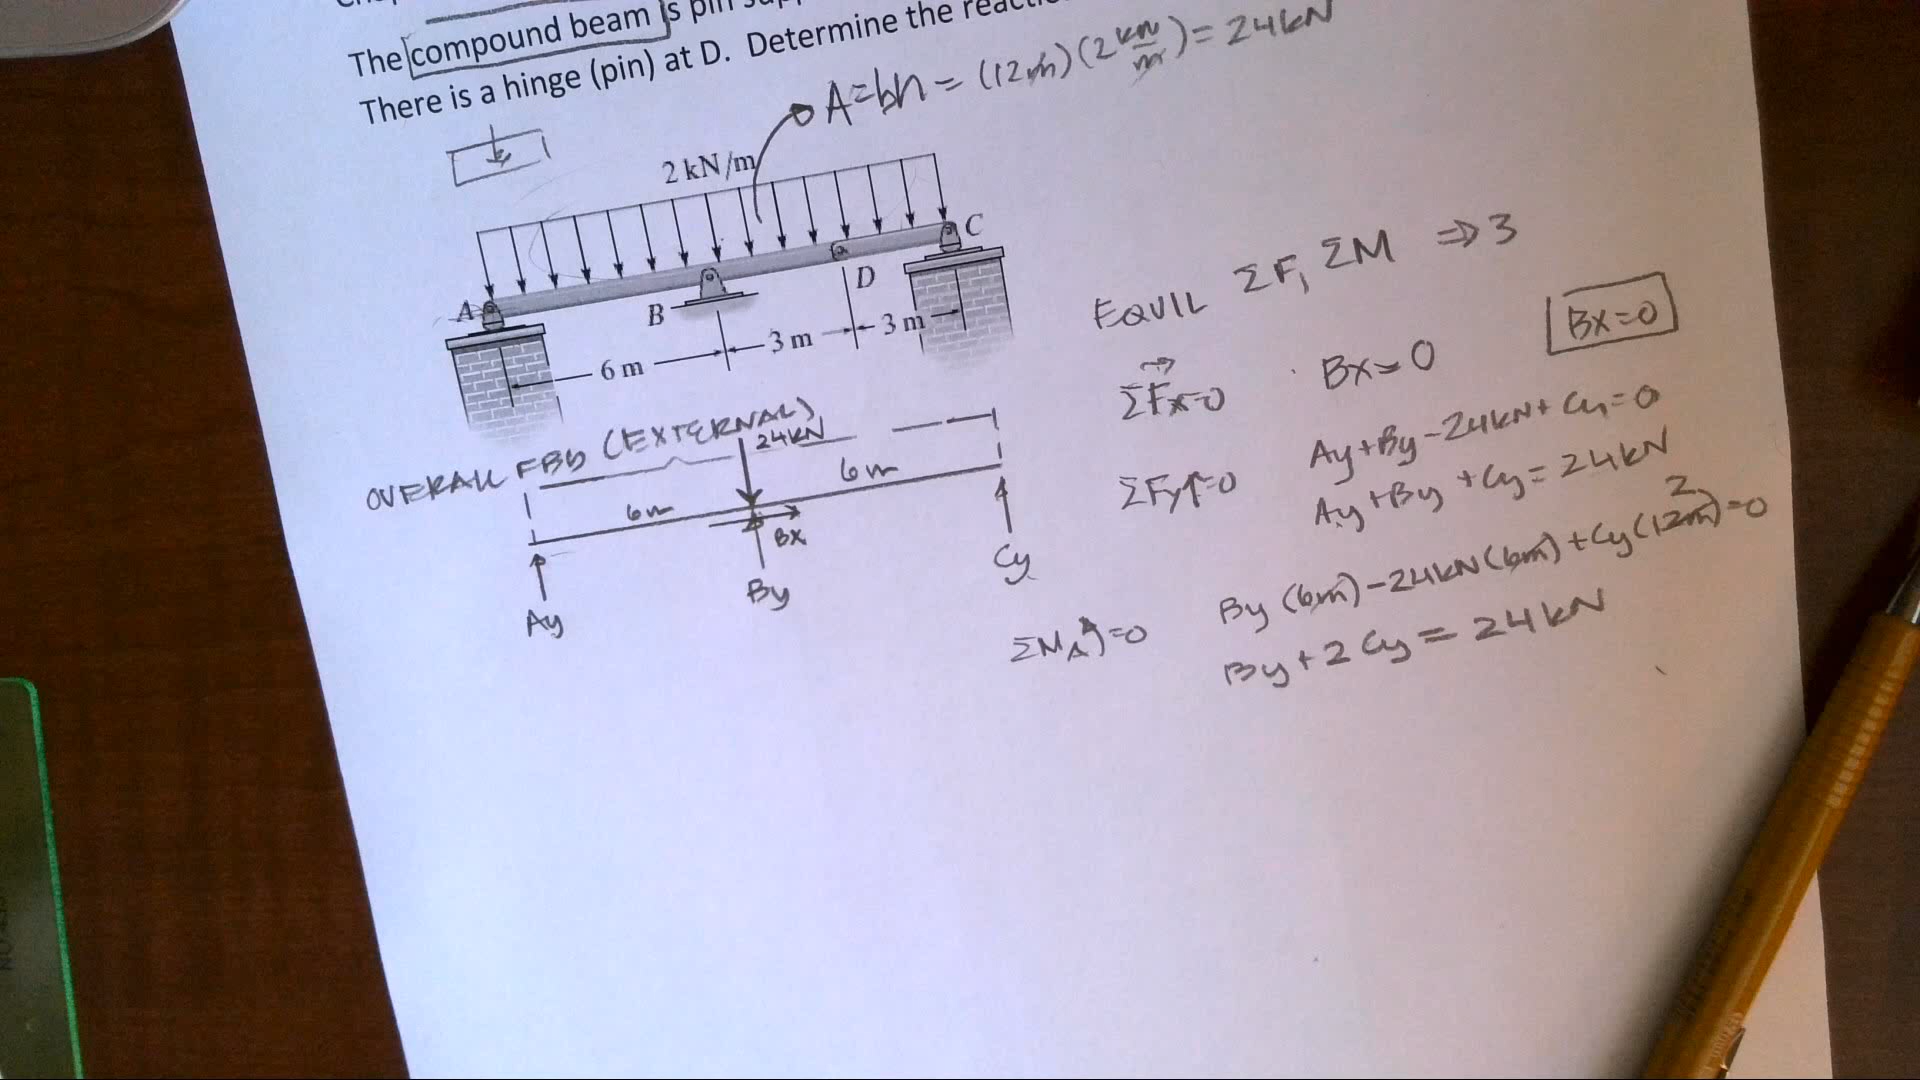 The compound beam is pin
There is a hinge (pin) at D. Determine the
A=bh = (12m)(2 kN/m) = 24kN
2 kN/m
A
B
D
C
6 m
3 m
3 m
EQUIL ΣF, ΣM ⇒ 3
ΣFx=0 Bx=0
Bx=0
ΣFy↑=0 Ay+By-24kN+Cy=0
Ay+By+Cy=24kN
ΣMA=0 By(6m)-24kN(6m)+Cy(12m)=0
2
By+2Cy=24kN
OVERALL FBD (EXTERNAL)
24kN
6m
6m
Bx
Ay
By
Cy